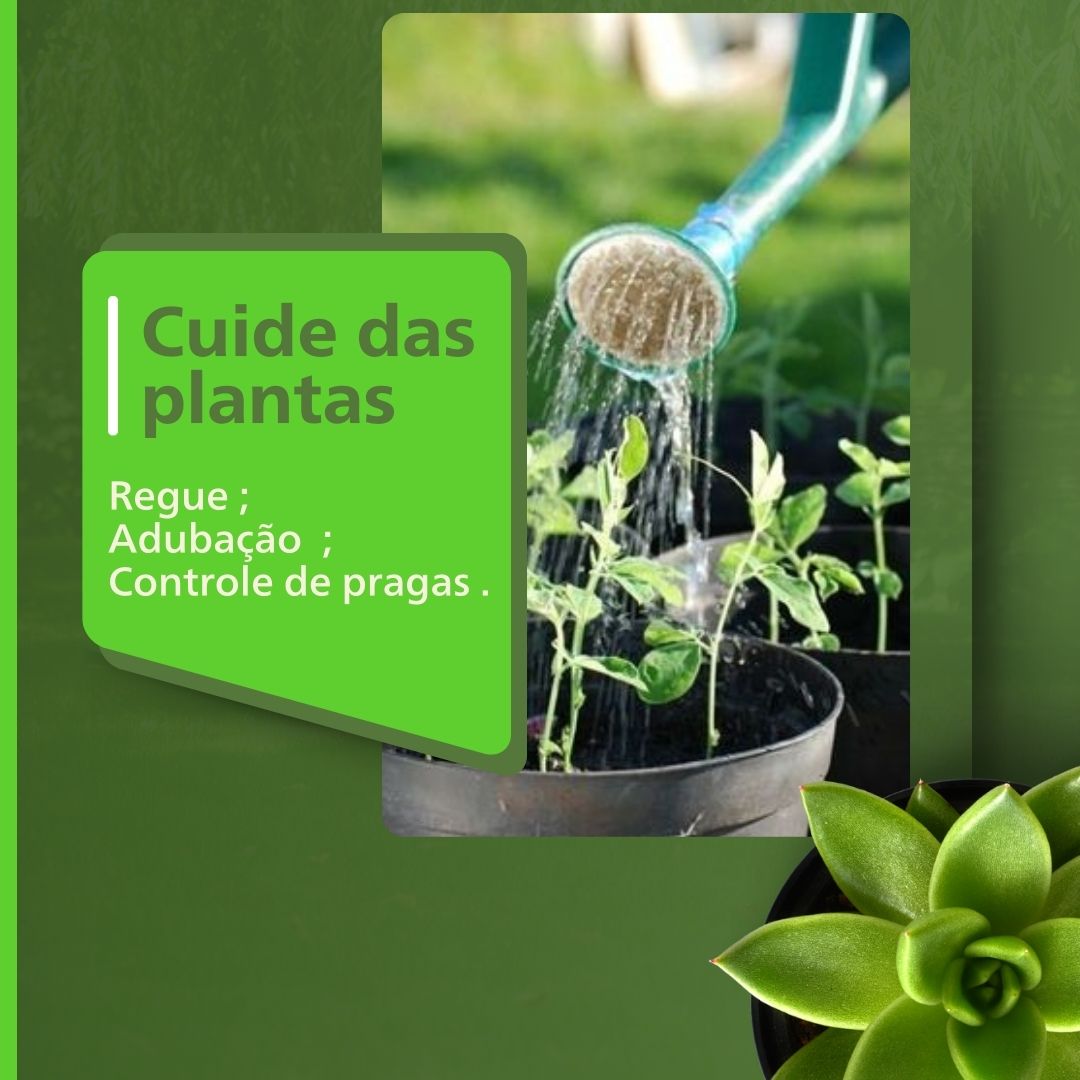 Cuide das
plantas
Regue ;
Adubação  ;
Controle de pragas .